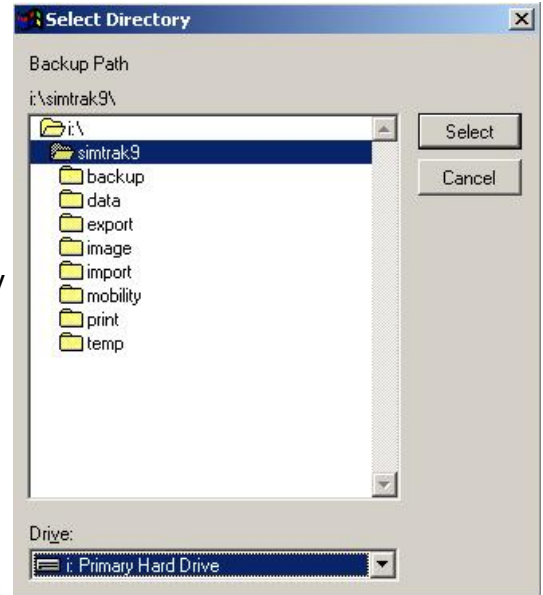 Select Directory
Backup Path
i:\simtrak9\
i:\
simtrak9
backup
data
export
image
import
mobility
print
temp
Select
Cancel
Drive:
i: Primary Hard Drive